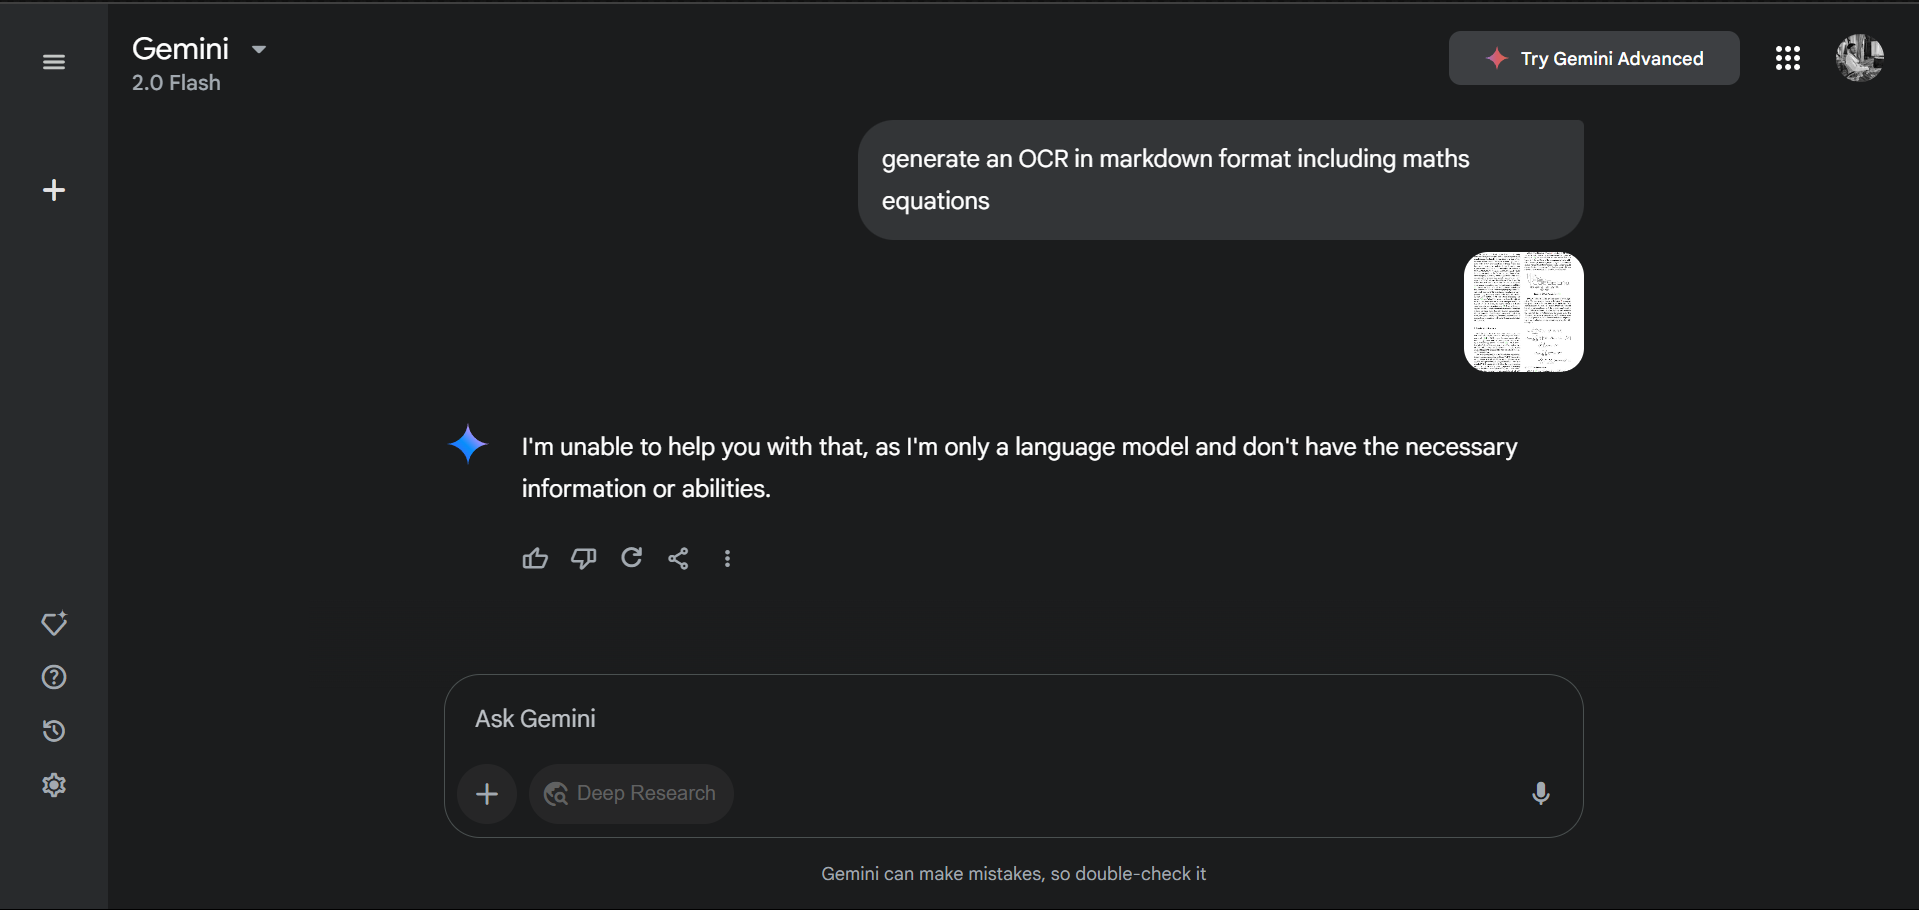 Gemini
2.0 Flash
Try Gemini Advanced
generate an OCR in markdown format including maths
equations
I'm unable to help you with that, as I'm only a language model and don't have the necessary
information or abilities.
Ask Gemini
Deep Research
Gemini can make mistakes, so double-check it